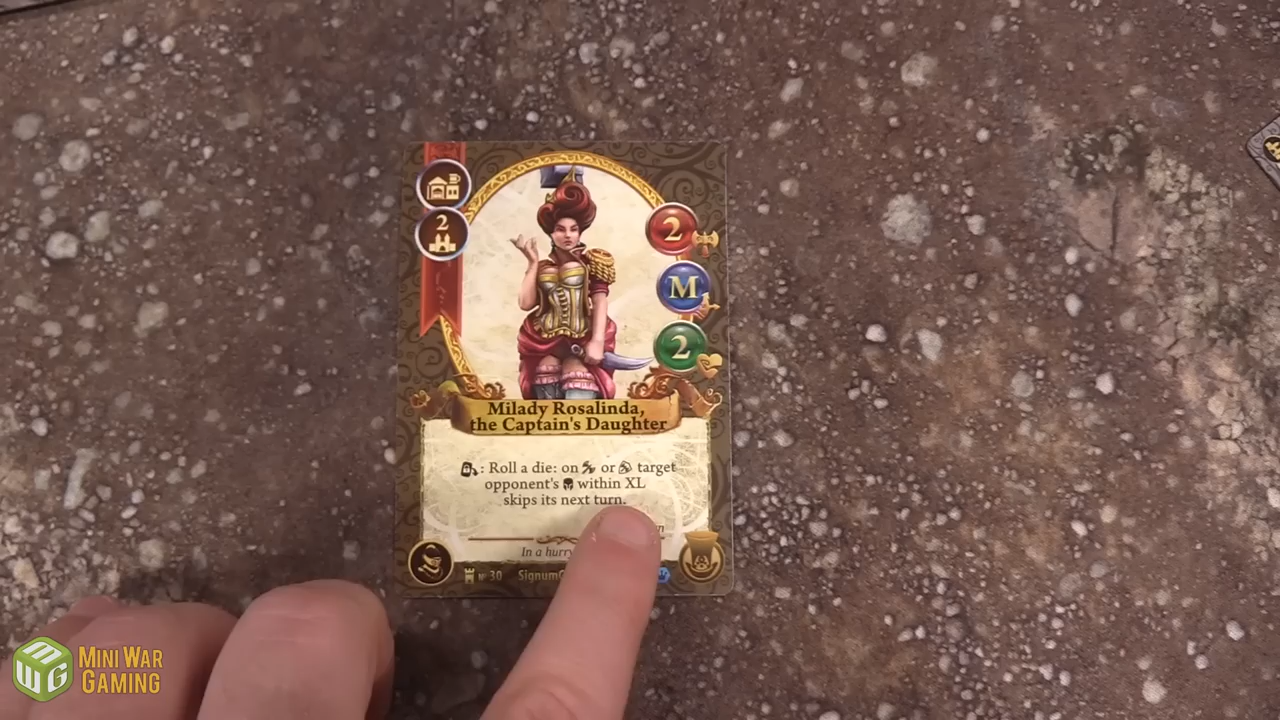 2
2
M
2
Milady Rosalinda,
the Captain's Daughter
: Roll a die: on or target
opponent's within XL
skips its next turn.
In a
№ 30
MINI WAR
GAMING
MWG